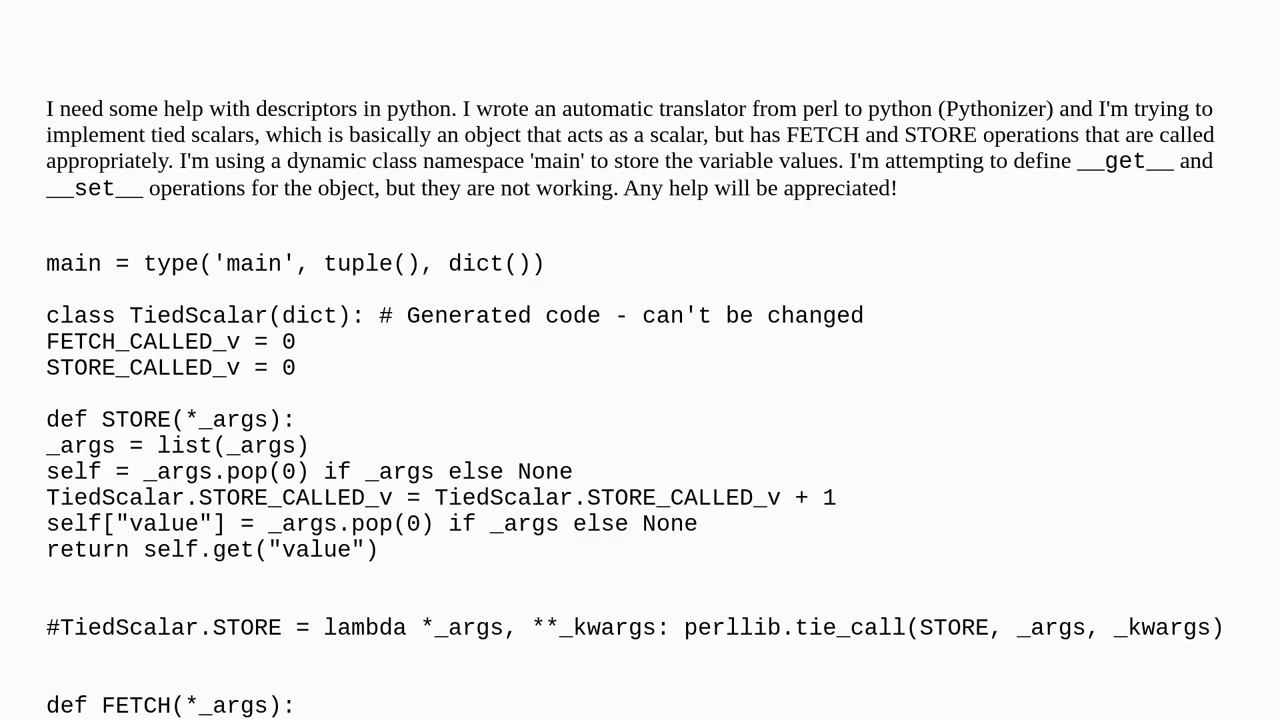 I need some help with descriptors in python. I wrote an automatic translator from perl to python (Pythonizer) and I'm trying to
implement tied scalars, which is basically an object that acts as a scalar, but has FETCH and STORE operations that are called
appropriately. I'm using a dynamic class namespace 'main' to store the variable values. I'm attempting to define __get__ and
__set__ operations for the object, but they are not working. Any help will be appreciated!
main = type('main', tuple(), dict())
class TiedScalar(dict): # Generated code - can't be changed
FETCH_CALLED_v = 0
STORE_CALLED_v = 0
def STORE(*_args):
_args = list(_args)
self = _args.pop(0) if _args else None
TiedScalar.STORE_CALLED_v = TiedScalar.STORE_CALLED_v + 1
self["value"] = _args.pop(0) if _args else None
return self.get("value")
#TiedScalar.STORE = lambda *_args, **_kwargs: perllib.tie_call(STORE, _args, _kwargs)
def FETCH(*_args):